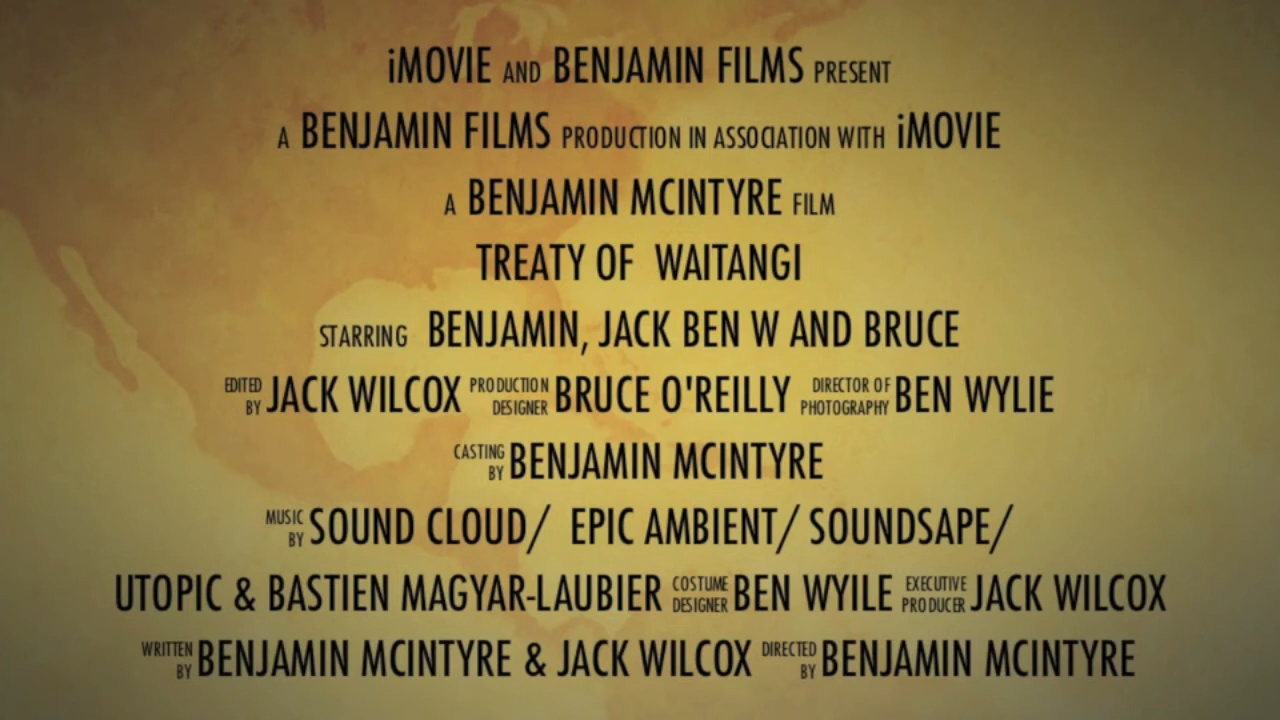 iMOVIE AND BENJAMIN FILMS PRESENT
A BENJAMIN FILMS PRODUCTION IN ASSOCIATION WITH iMOVIE
A BENJAMIN MCINTYRE FILM
TREATY OF WAITANGI
STARRING BENJAMIN, JACK BEN W AND BRUCE
EDITED BY JACK WILCOX PRODUCTION DESIGNER BRUCE O'REILLY DIRECTOR OF PHOTOGRAPHY BEN WYLIE
CASTING BY BENJAMIN MCINTYRE
MUSIC BY SOUND CLOUD/ EPIC AMBIENT/ SOUNDSAPE/
UTOPIC & BASTIEN MAGYAR-LAUBIER COSTUME DESIGNER BEN WYILE EXECUTIVE PRODUCER JACK WILCOX
WRITTEN BY BENJAMIN MCINTYRE & JACK WILCOX DIRECTED BY BENJAMIN MCINTYRE